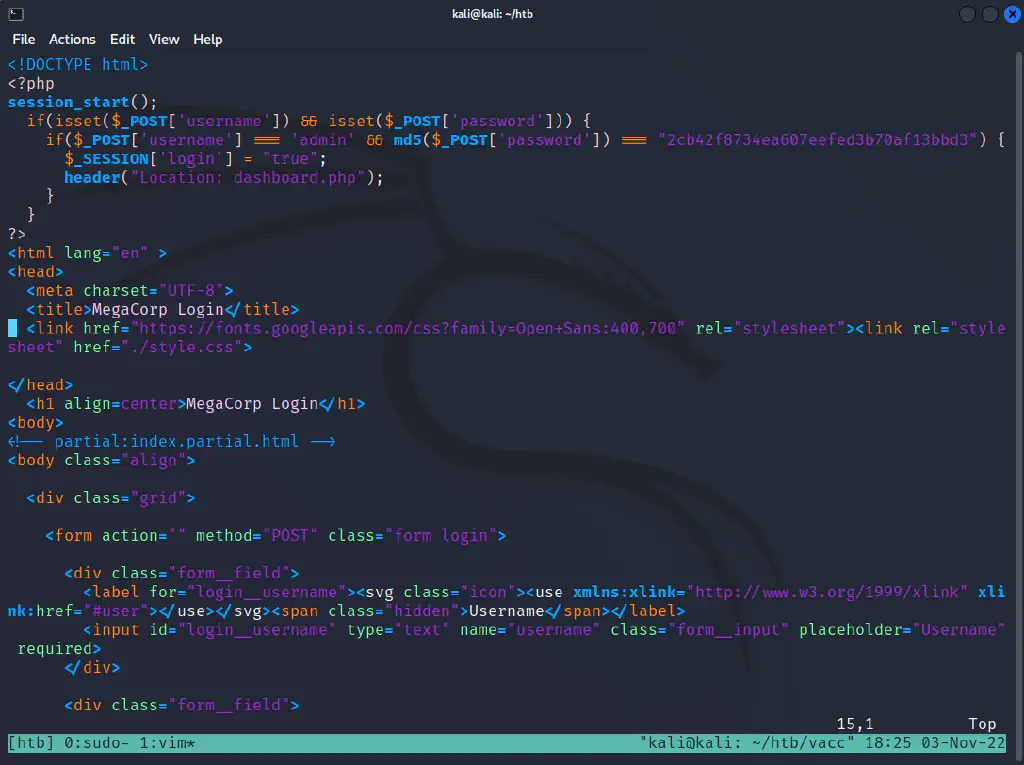 kali@kali: ~/htb
File Actions Edit View Help
<!DOCTYPE html>
<?php
session_start();
  if(isset($_POST['username']) && isset($_POST['password'])) {
    if($_POST['username'] === 'admin' && md5($_POST['password']) === "2cb42f8734ea607eefed3b70af13bbd3") {
      $_SESSION['login'] = "true";
      header("Location: dashboard.php");
    }
  }
?>
<html lang="en" >
<head>
  <meta charset="UTF-8">
  <title>MegaCorp Login</title>
  <link href="https://fonts.googleapis.com/css?family=Open+Sans:400,700" rel="stylesheet"><link rel="style
sheet" href="./style.css">
</head>
  <h1 align=center>MegaCorp Login</h1>
<body>
<!-- partial:index.partial.html -->
<body class="align">
  <div class="grid">
    <form action="" method="POST" class="form login">
      <div class="form__field">
        <label for="login__username"><svg class="icon"><use xmlns:xlink="http://www.w3.org/1999/xlink" xli
nk:href="#user"></use></svg><span class="hidden">Username</span></label>
        <input id="login__username" type="text" name="username" class="form__input" placeholder="Username"
 required>
      </div>
      <div class="form__field">
15,1 Top
[htb] 0:sudo- 1:vim* "kali@kali: ~/htb/vacc" 18:25 03-Nov-22